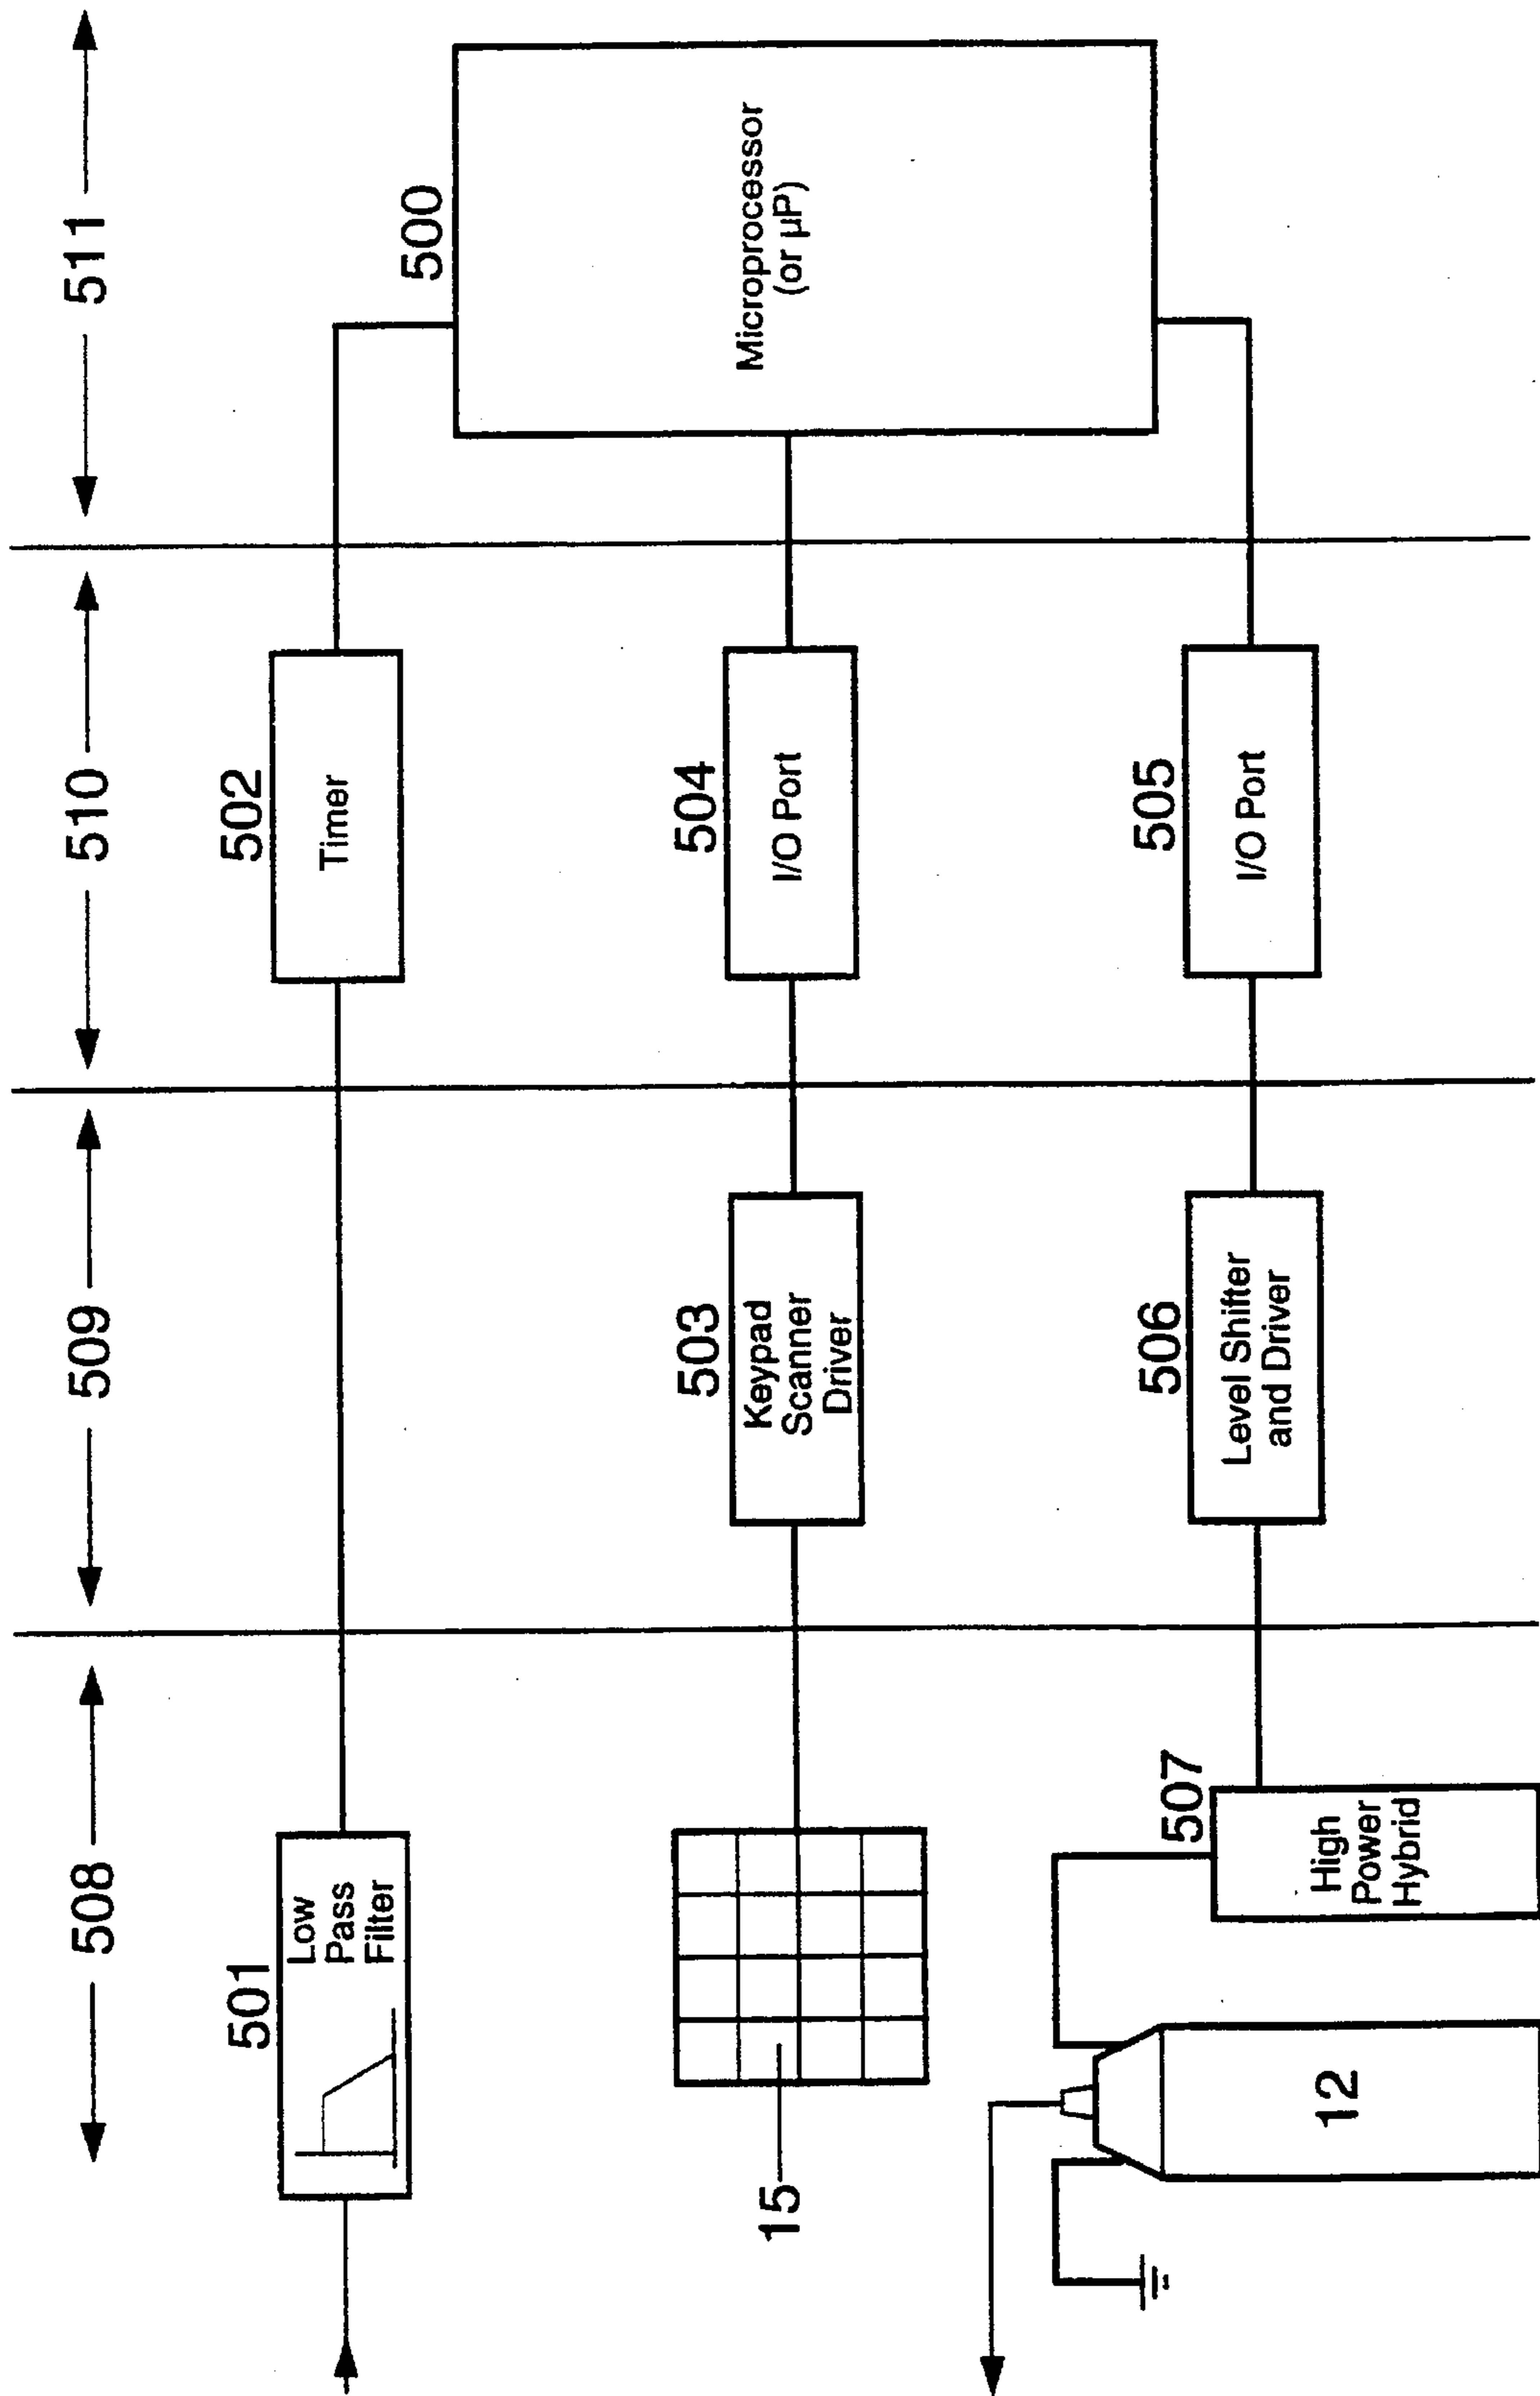 508
509
510
511
501
Low
Pass
Filter
502
Timer
500
Microprocessor
(or µP)
15
503
Keypad
Scanner
Driver
504
I/O Port
12
507
High
Power
Hybrid
506
Level Shifter
and Driver
505
I/O Port